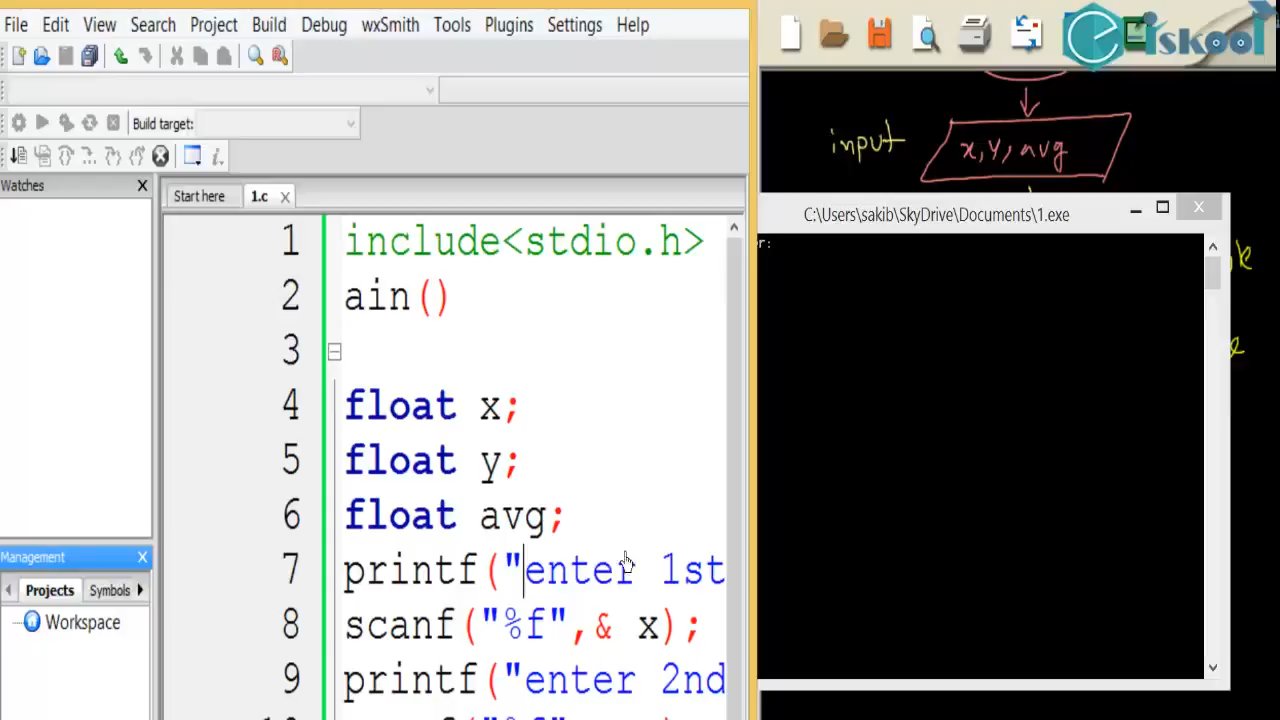 File Edit View Search Project Build Debug wxSmith Tools Plugins Settings Help
Build target:
Watches
Start here
1.c
1 include<stdio.h>
2 ain()
3
4 float x;
5 float y;
6 float avg;
7 printf("enter 1st
8 scanf("%f",& x);
9 printf("enter 2nd
Management
Projects
Symbols
Workspace
eiskool
input
x, y, avg
C:\Users\sakib\SkyDrive\Documents\1.exe
r: